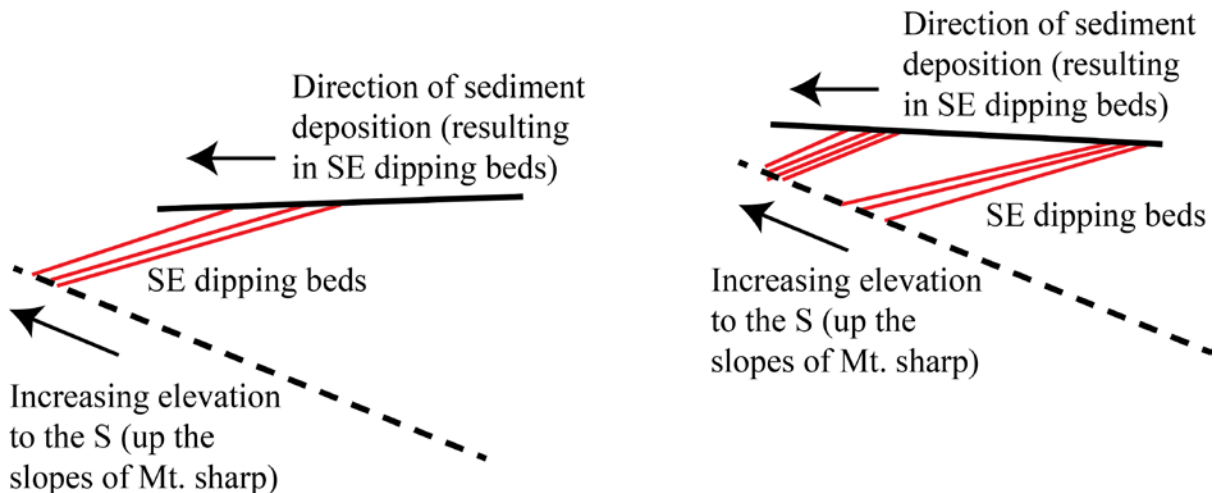 Direction of sediment
deposition (resulting
in SE dipping beds)
SE dipping beds
Increasing elevation
to the S (up the
slopes of Mt. sharp)
Direction of sediment
deposition (resulting
in SE dipping beds)
SE dipping beds
Increasing elevation
to the S (up the
slopes of Mt. sharp)